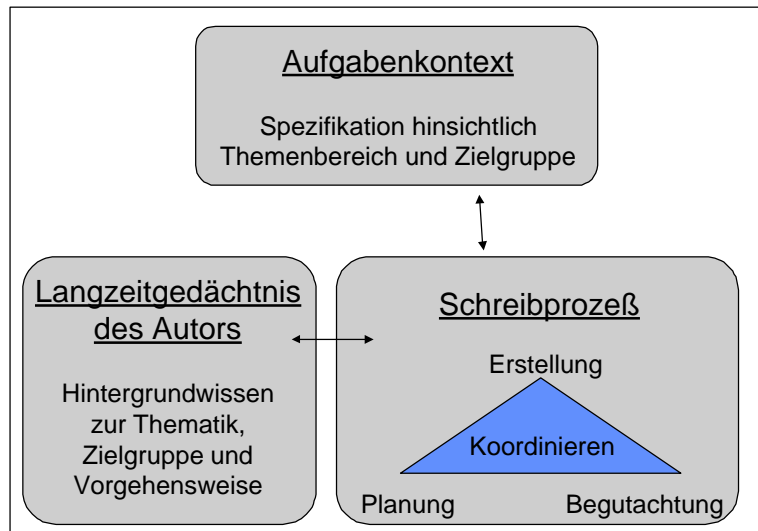 Aufgabenkontext
Spezifikation hinsichtlich
Themenbereich und Zielgruppe
Langzeitgedächtnis
des Autors
Hintergrundwissen
zur Thematik,
Zielgruppe und
Vorgehensweise
Schreibprozeß
Erstellung
Koordinieren
Planung
Begutachtung